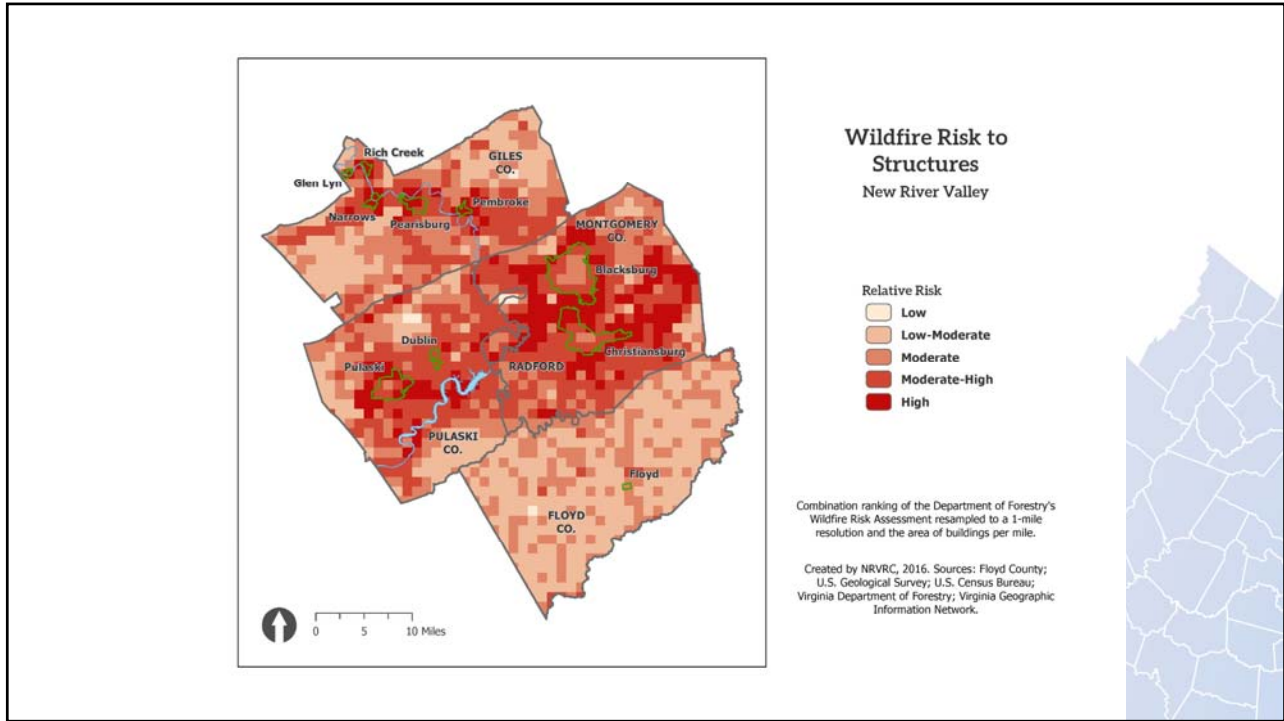 Wildfire Risk to
Structures
New River Valley
Rich Creek
GILES
CO.
Glen Lyn
Narrows
Pembroke
Pearisburg
MONTGOMERY
CO.
Blacksburg
Dublin
Christiansburg
Pulaski
RADFORD
PULASKI
CO.
Floyd
FLOYD
CO.
0 5 10 Miles
Relative Risk
Low
Low-Moderate
Moderate
Moderate-High
High
Combination ranking of the Department of Forestry's
Wildfire Risk Assessment resampled to a 1-mile
resolution and the area of buildings per mile.
Created by NRVRC, 2016. Sources: Floyd County;
U.S. Geological Survey; U.S. Census Bureau;
Virginia Department of Forestry; Virginia Geographic
Information Network.